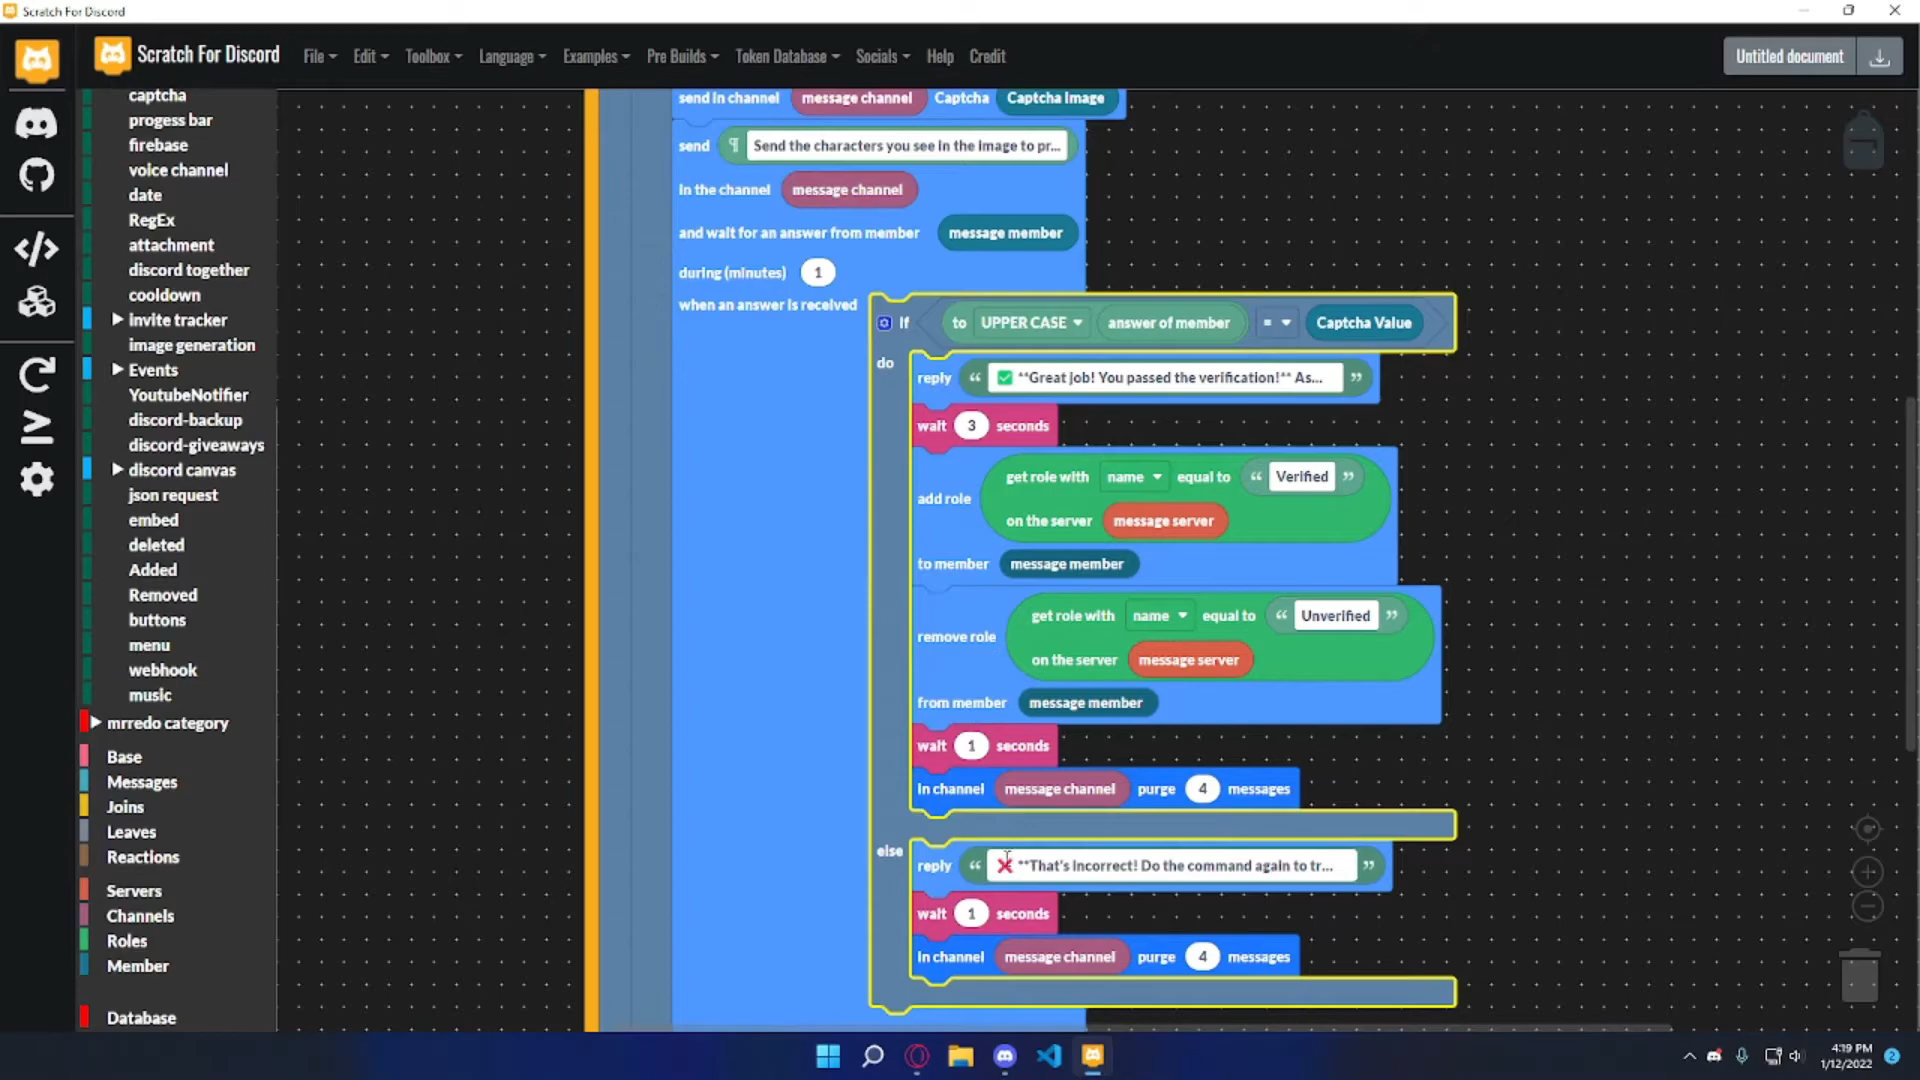 Scratch For Discord
Scratch For Discord File Edit Toolbox Language Examples Pre Builds Token Database Socials Help Credit Untitled document
captcha
progess bar
firebase
voice channel
date
RegEx
attachment
discord together
cooldown
invite tracker
image generation
Events
YoutubeNotifier
discord-backup
discord-giveaways
discord canvas
json request
embed
deleted
Added
Removed
buttons
menu
webhook
music
mrredo category
Base
Messages
Joins
Leaves
Reactions
Servers
Channels
Roles
Member
Database
send in channel message channel Captcha Captcha Image
send ¶ Send the characters you see in the image to pr...
in the channel message channel
and wait for an answer from member message member
during (minutes) 1
when an answer is received
if to UPPER CASE answer of member = Captcha Value
do
reply “ ✅ **Great job! You passed the verification!** As... ”
wait 3 seconds
add role get role with name equal to “ Verified ”
on the server message server
to member message member
remove role get role with name equal to “ Unverified ”
on the server message server
from member message member
wait 1 seconds
in channel message channel purge 4 messages
else
reply “ ❌ **That's incorrect! Do the command again to tr... ”
wait 1 seconds
in channel message channel purge 4 messages
4:19 PM
1/12/2022
2